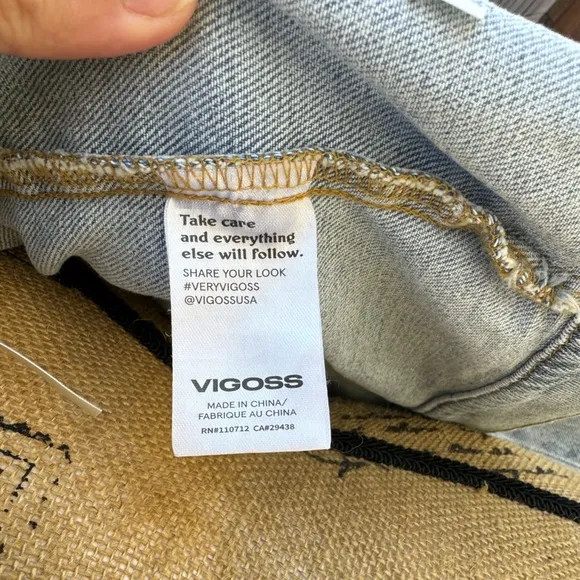 Take care
and everything
else will follow.
SHARE YOUR LOOK
#VERYVIGOSS
@VIGOSSUSA
VIGOSS
MADE IN CHINA/
FABRIQUE AU CHINA
RN#110712 CA#29438